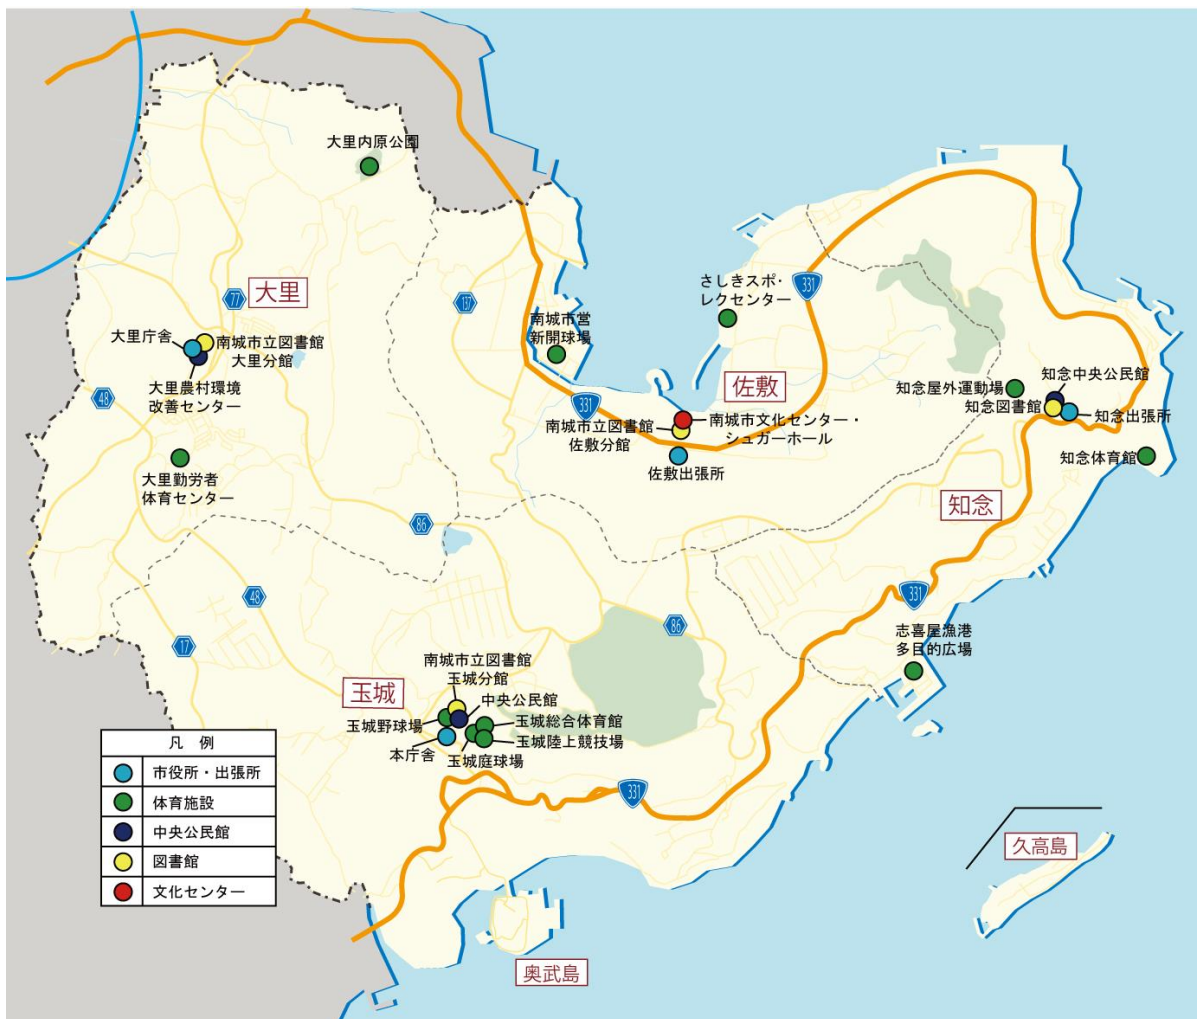 大里内原公園
77
大里
137
331
さしきスポ・
レクセンター
南城市営
新開球場
大里庁舎
南城市立図書館
大里分館
大里農村環境
改善センター
48
佐敷
331
南城市立図書館
佐敷分館
南城市文化センター・
シュガーホール
佐敷出張所
知念屋外運動場
知念中央公民館
知念図書館
知念出張所
知念体育館
大里勤労者
体育センター
知念
86
48
331
86
17
志喜屋漁港
多目的広場
南城市立図書館
玉城分館
玉城
中央公民館
玉城野球場
玉城総合体育館
玉城陸上競技場
本庁舎
玉城庭球場
331
凡 例
市役所・出張所
体育施設
中央公民館
図書館
文化センター
久高島
奥武島